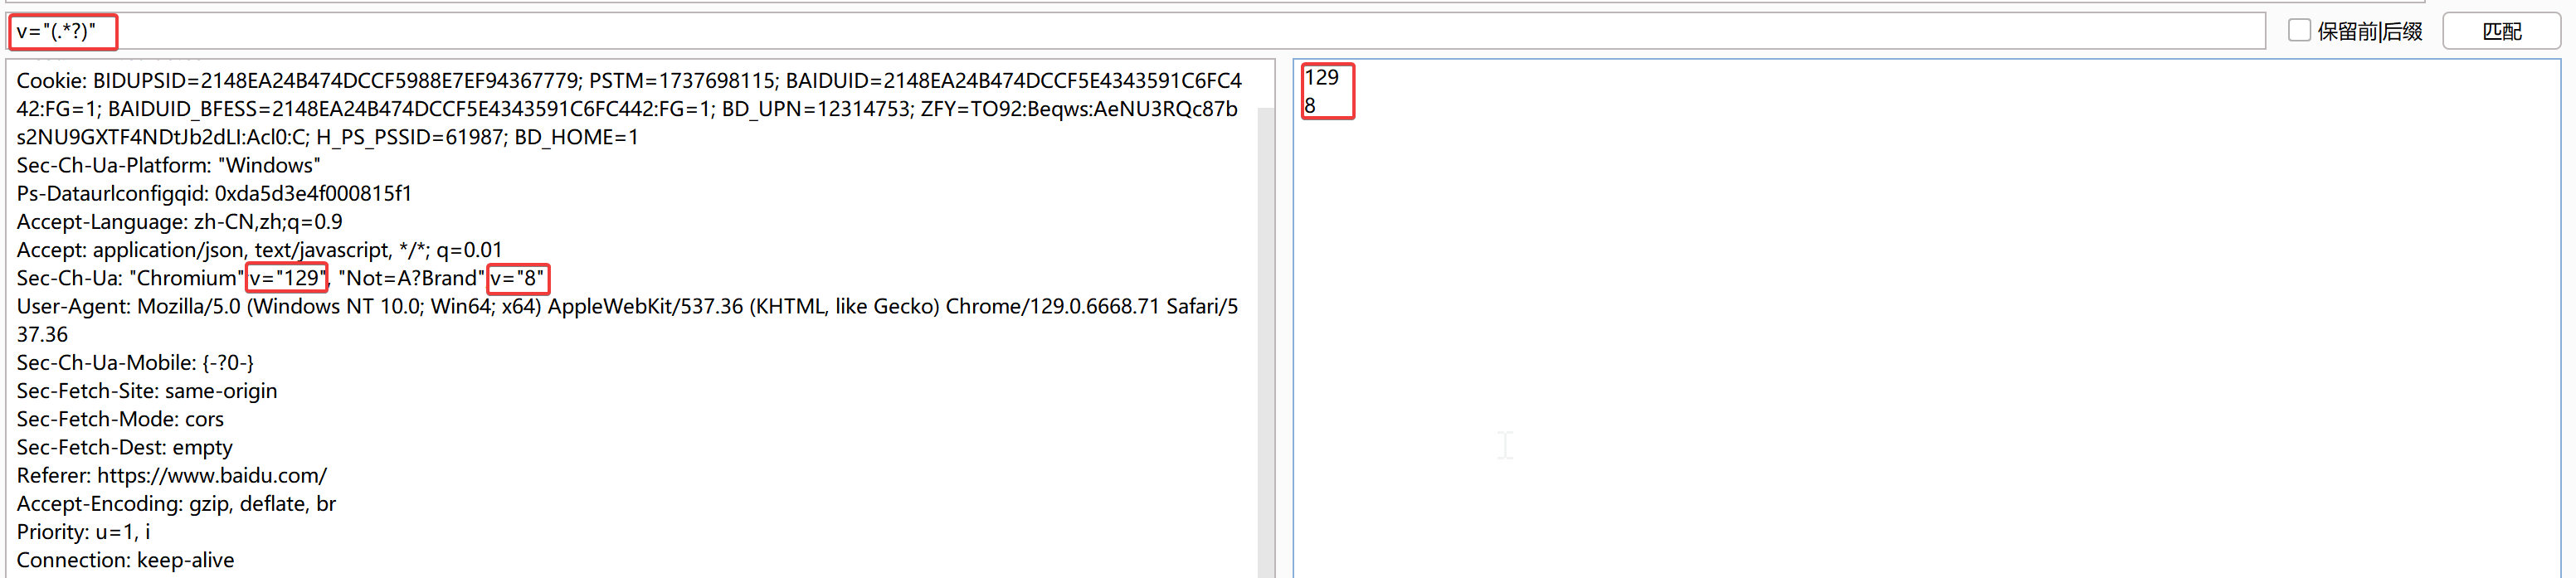 v="(.*?)"
保留前|后缀
匹配
Cookie: BIDUPSID=2148EA24B474DCCF5988E7EF94367779; PSTM=1737698115; BAIDUID=2148EA24B474DCCF5E4343591C6FC4
42:FG=1; BAIDUID_BFESS=2148EA24B474DCCF5E4343591C6FC442:FG=1; BD_UPN=12314753; ZFY=TO92:Beqws:AeNU3RQc87b
s2NU9GXTF4NDtJb2dLI:Acl0:C; H_PS_PSSID=61987; BD_HOME=1
Sec-Ch-Ua-Platform: "Windows"
Ps-Dataurlconfigqid: 0xda5d3e4f000815f1
Accept-Language: zh-CN,zh;q=0.9
Accept: application/json, text/javascript, */*; q=0.01
Sec-Ch-Ua: "Chromium" v="129", "Not=A?Brand" v="8"
User-Agent: Mozilla/5.0 (Windows NT 10.0; Win64; x64) AppleWebKit/537.36 (KHTML, like Gecko) Chrome/129.0.6668.71 Safari/5
37.36
Sec-Ch-Ua-Mobile: {-?0-}
Sec-Fetch-Site: same-origin
Sec-Fetch-Mode: cors
Sec-Fetch-Dest: empty
Referer: https://www.baidu.com/
Accept-Encoding: gzip, deflate, br
Priority: u=1, i
Connection: keep-alive
129
8